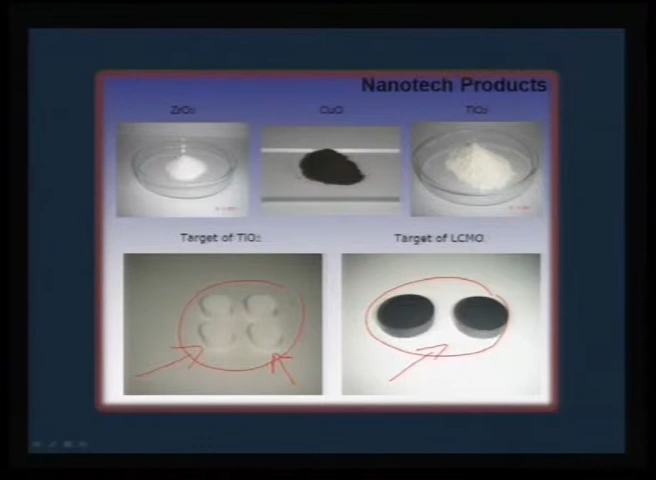 Nanotech Products
ZrO₂ CuO TiO₂
Target of TiO₂ Target of LCMO